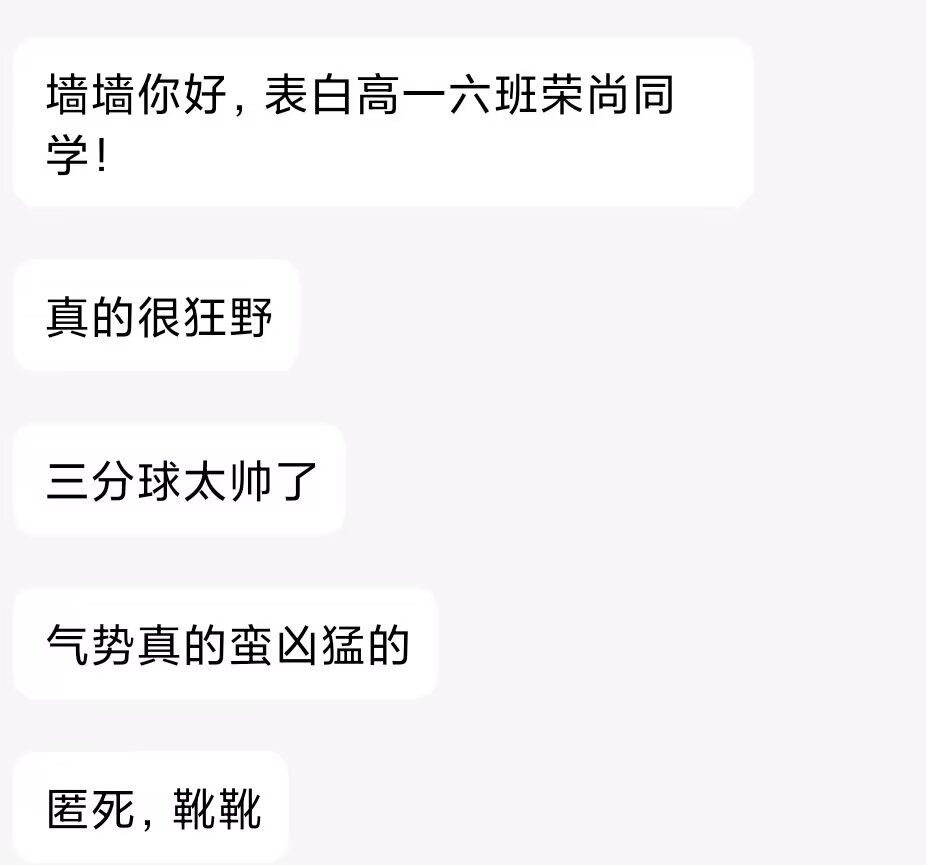 墙墙你好，表白高一六班荣尚同
学！
真的很狂野
三分球太帅了
气势真的蛮凶猛的
匿死，靴靴